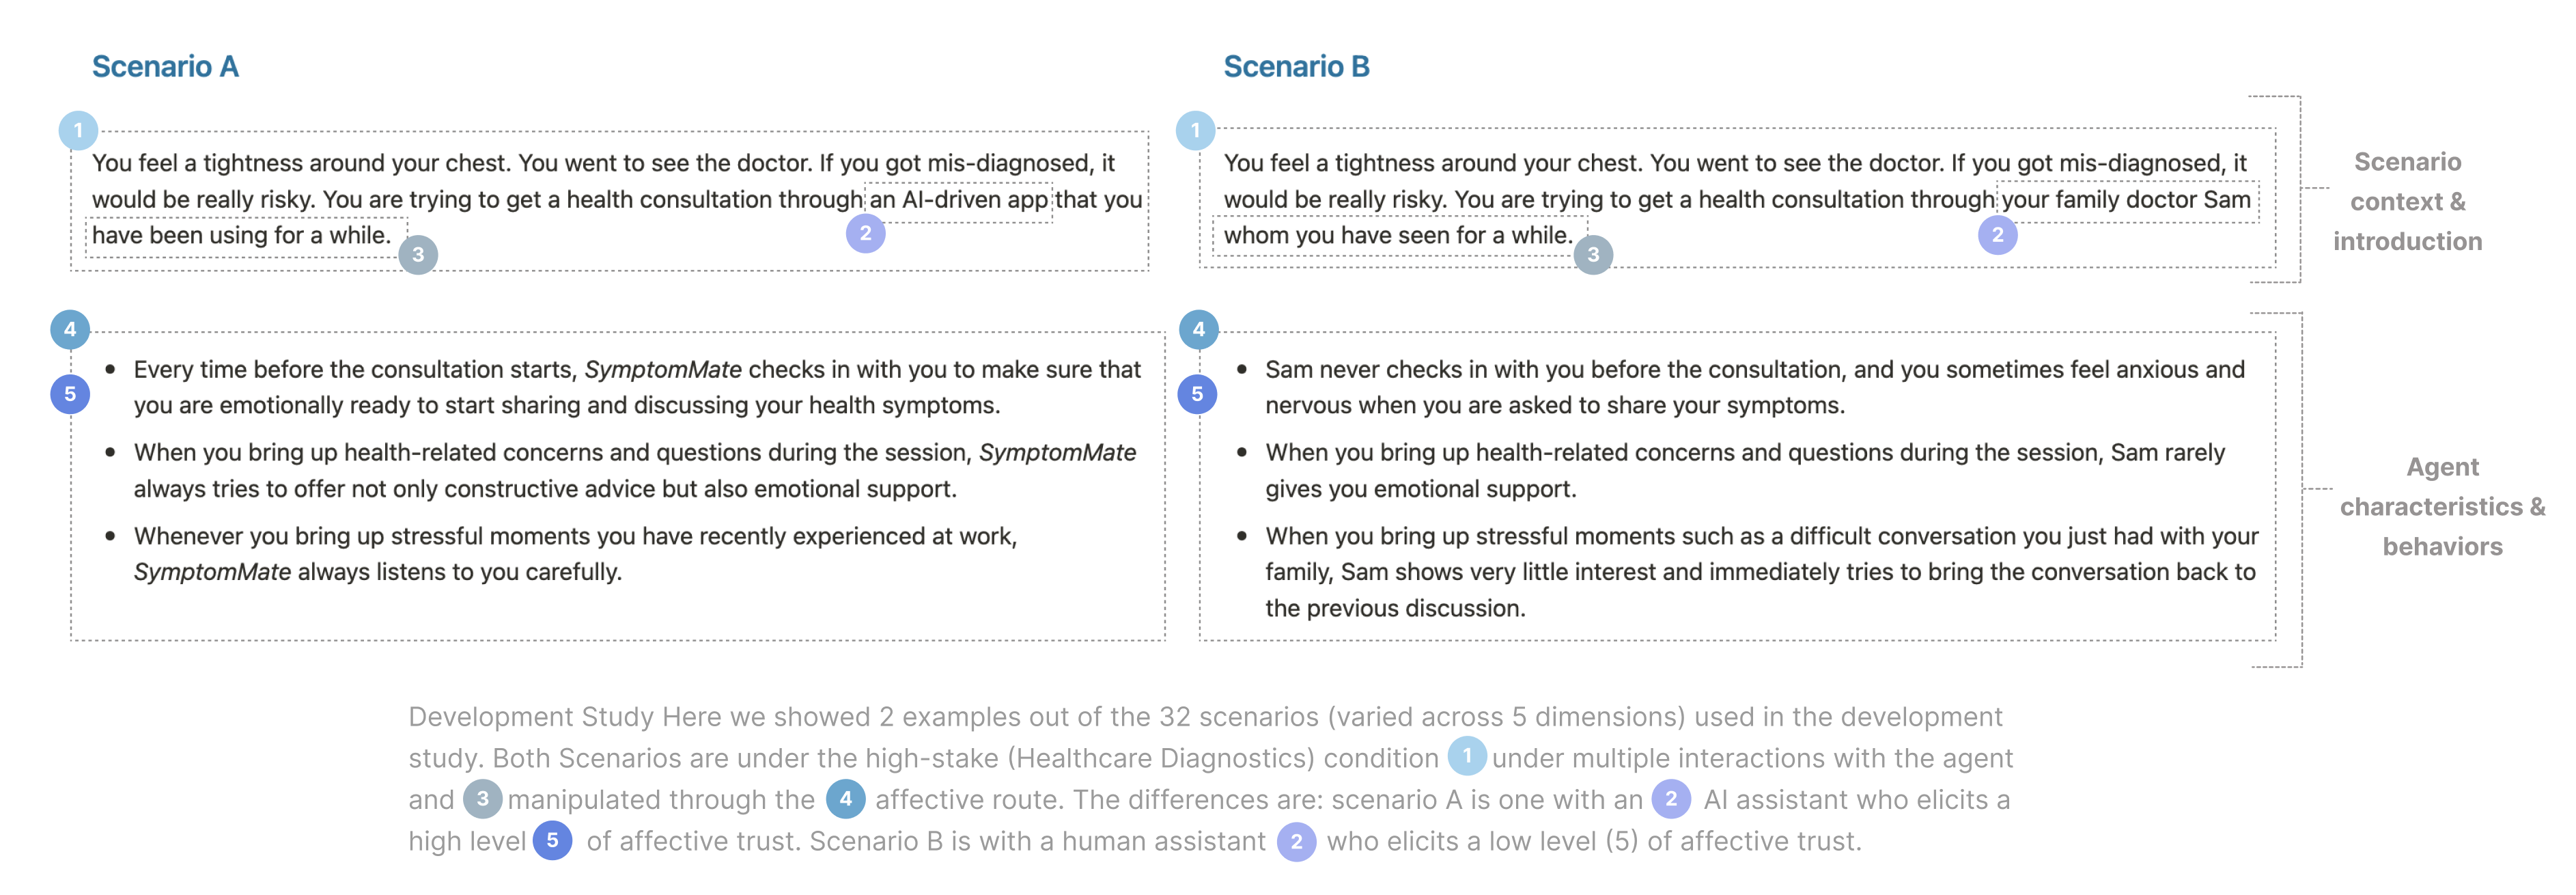 Scenario A
1
You feel a tightness around your chest. You went to see the doctor. If you got mis-diagnosed, it
would be really risky. You are trying to get a health consultation through an AI-driven app that you
2
have been using for a while.
3
4
5
• Every time before the consultation starts, SymptomMate checks in with you to make sure that
you are emotionally ready to start sharing and discussing your health symptoms.
• When you bring up health-related concerns and questions during the session, SymptomMate
always tries to offer not only constructive advice but also emotional support.
• Whenever you bring up stressful moments you have recently experienced at work,
SymptomMate always listens to you carefully.
Scenario B
1
You feel a tightness around your chest. You went to see the doctor. If you got mis-diagnosed, it
would be really risky. You are trying to get a health consultation through your family doctor Sam
2
whom you have seen for a while.
3
4
5
• Sam never checks in with you before the consultation, and you sometimes feel anxious and
nervous when you are asked to share your symptoms.
• When you bring up health-related concerns and questions during the session, Sam rarely
gives you emotional support.
• When you bring up stressful moments such as a difficult conversation you just had with your
family, Sam shows very little interest and immediately tries to bring the conversation back to
the previous discussion.
Scenario
context &
introduction
Agent
characteristics &
behaviors
Development Study Here we showed 2 examples out of the 32 scenarios (varied across 5 dimensions) used in the development
study. Both Scenarios are under the high-stake (Healthcare Diagnostics) condition 1 under multiple interactions with the agent
and 3 manipulated through the 4 affective route. The differences are: scenario A is one with an 2 AI assistant who elicits a
high level 5 of affective trust. Scenario B is with a human assistant 2 who elicits a low level (5) of affective trust.